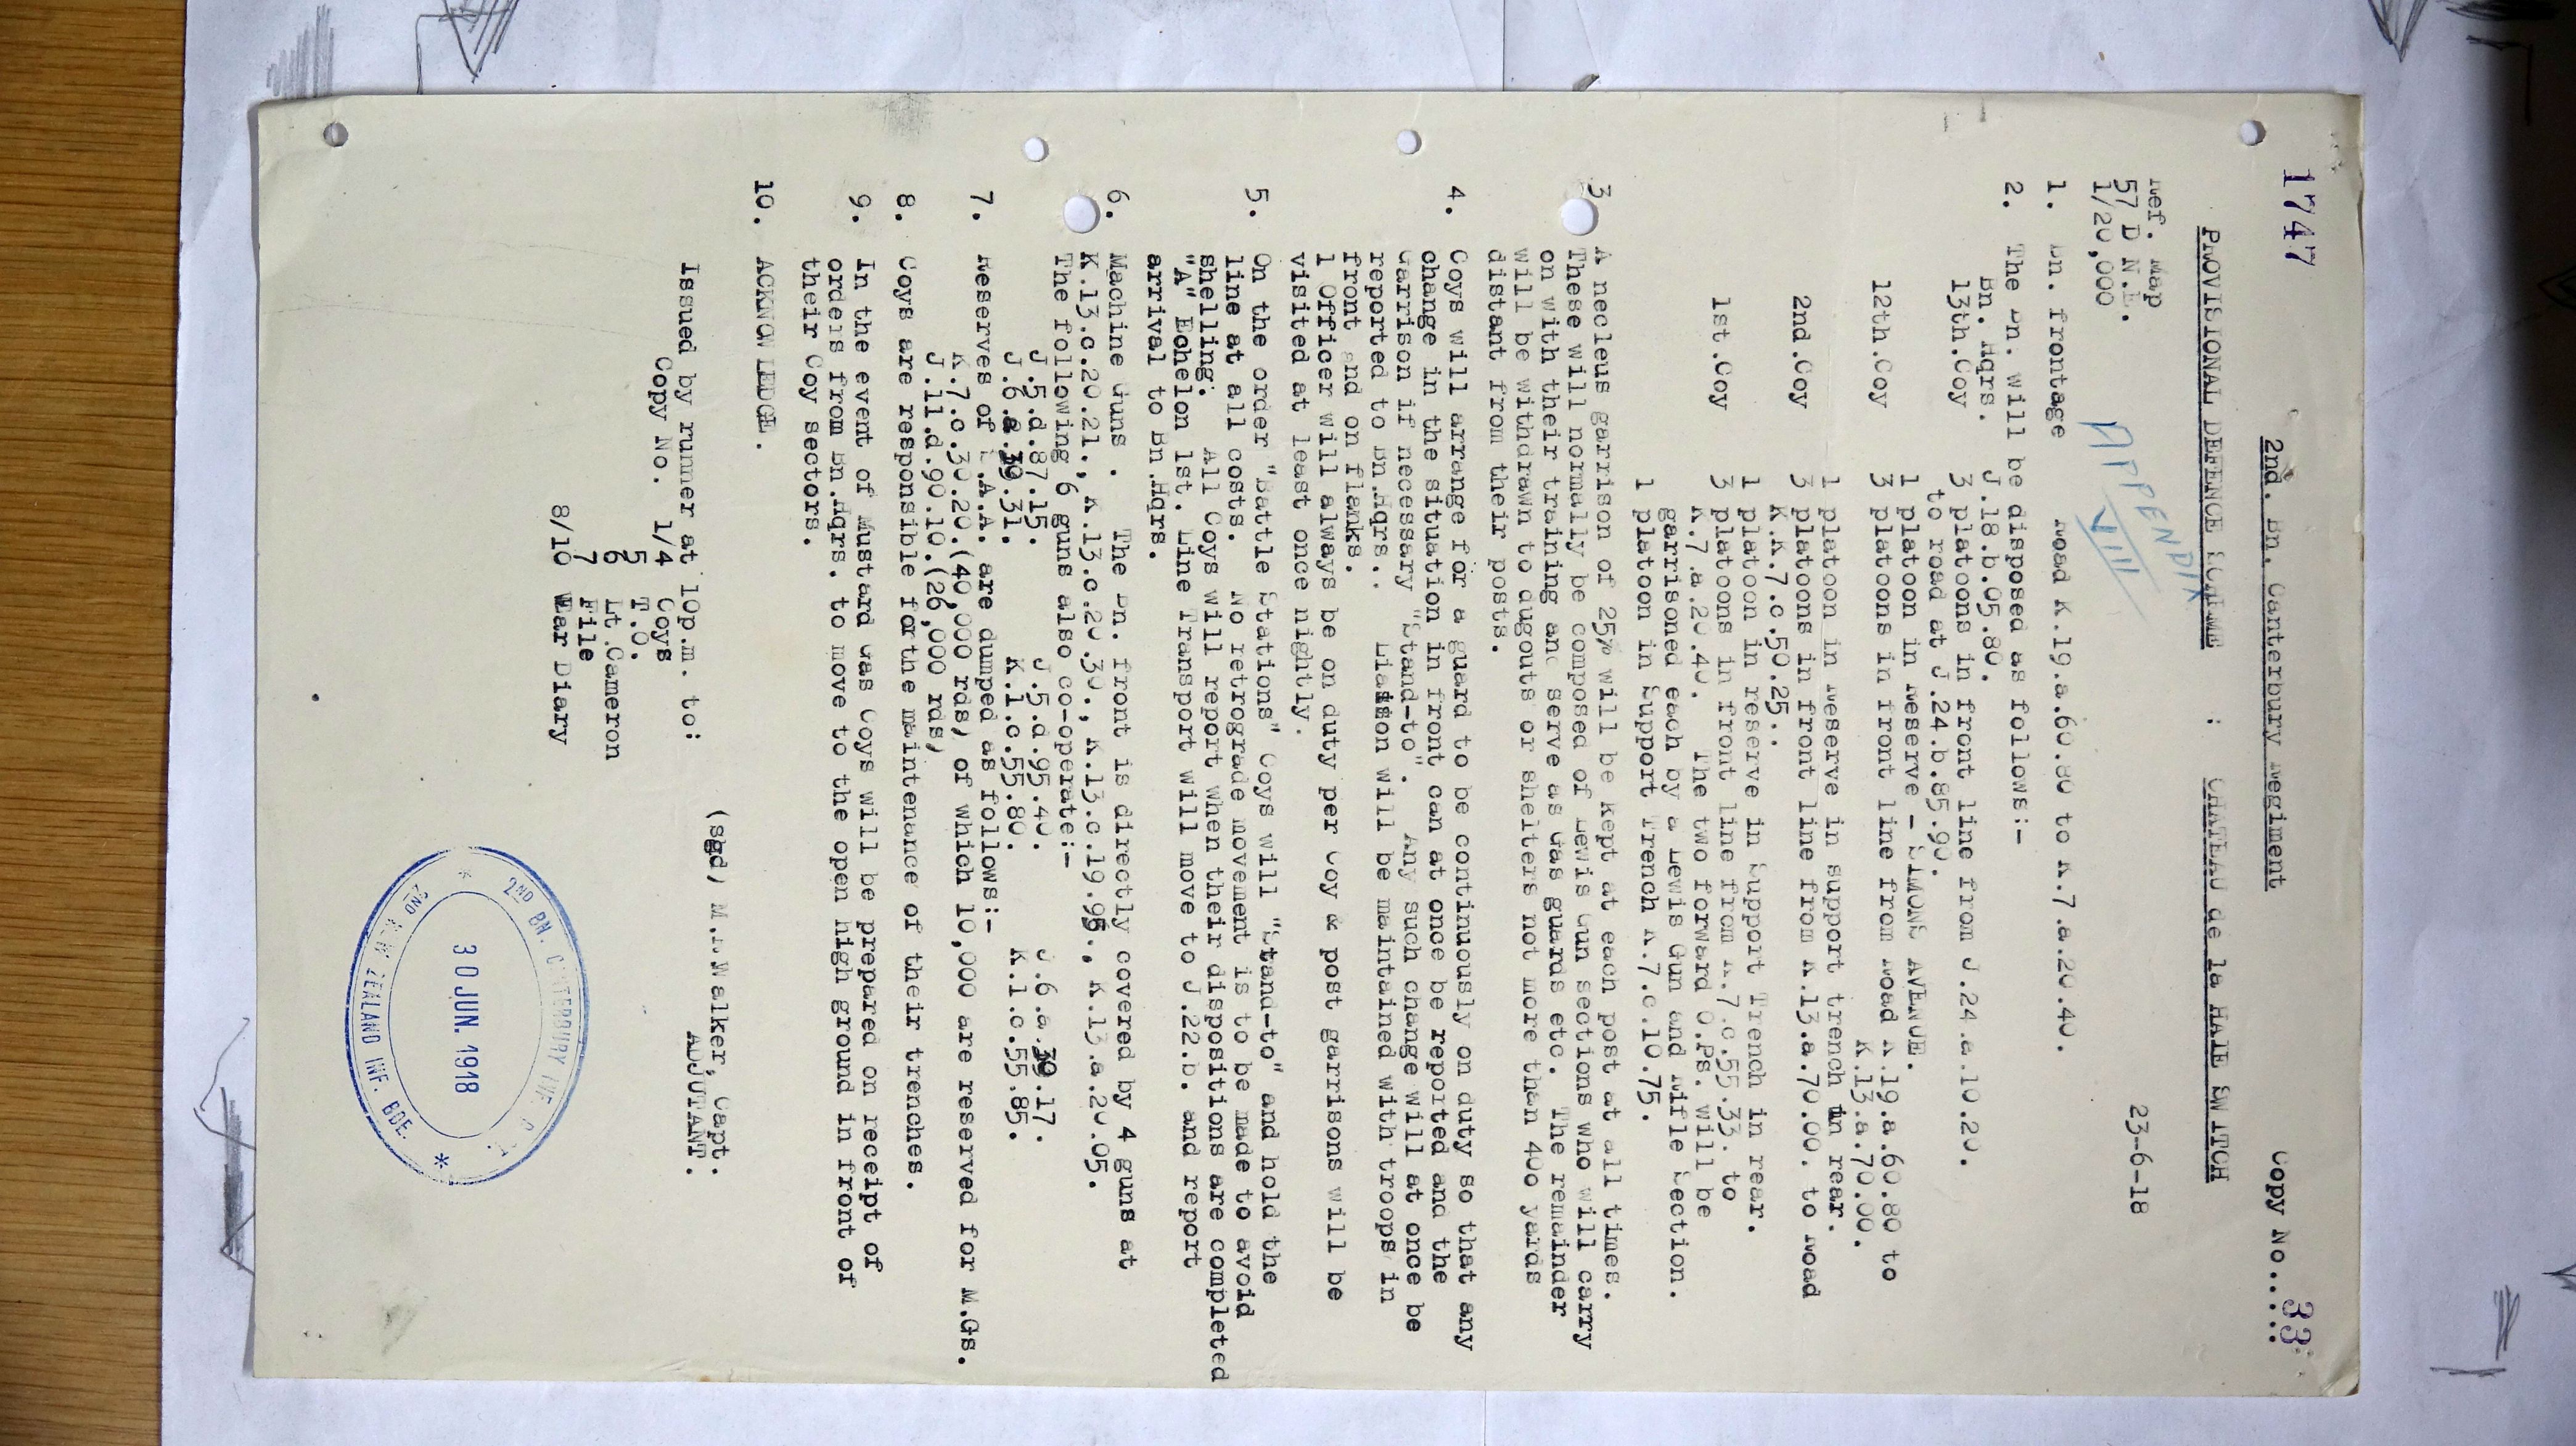 1747
2nd. Bn. Canterbury Regiment
Copy No..... 33
PROVISIONAL DEFENCE SCHEME : CHATEAU de la HAIE SWITCH
Ref. Map
57 D N.E.
1/20,000
23-6-18
APPENDIX
VIII
1. Bn. frontage Road K.19.a.60.80 to K.7.a.20.40.
2. The Bn. will be disposed as follows:-
Bn. Hqrs. J.18.b.05.80.
13th.Coy 3 platoons in front line from J.24.a.10.20.
to road at J.24.b.85.90.
1 platoon in Reserve - SIMONS AVENUE.
12th.Coy 3 platoons in front line from Road K.19.a.60.80 to
K.13.a.70.00.
1 platoon in Reserve in support trench in rear.
2nd.Coy 3 platoons in front line from K.13.a.70.00. to Road
K.K.7.c.50.25..
1 platoon in reserve in Support Trench in rear.
1st.Coy 3 platoons in front line from K.7.c.55.33. to
K.7.a.20.40. The two forward O.Ps. will be
garrisoned each by a Lewis Gun and Rifle Section.
1 platoon in Support Trench K.7.c.10.75.
3 A necleus garrison of 25% will be kept at each post at all times.
These will normally be composed of Lewis Gun sections who will carry
on with their training and serve as Gas guards etc. The remainder
will be withdrawn to dugouts or shelters not more than 400 yards
distant from their posts.
4. Coys will arrange for a guard to be continuously on duty so that any
change in the situation in front can at once be reported and the
Garrison if necessary "Stand-to". Any such change will at once be
reported to Bn.Hqrs.. Liaison will be maintained with troops in
front and on flanks.
1 Officer will always be on duty per Coy & post garrisons will be
visited at least once nightly.
5. On the order "Battle Stations" Coys will "Stand-to" and hold the
line at all costs. No retrograde movement is to be made to avoid
shelling. All Coys will report when their dispositions are completed
"A" Echelon 1st. Line Transport will move to J.22.b. and report
arrival to Bn.Hqrs.
6. Machine Guns. The Bn. front is directly covered by 4 guns at
K.13.c.20.21., K.13.c.20.30., K.13.c.19.95., K.13.a.20.05.
The following 6 guns also co-operate:-
J.5.d.87.15. J.5.d.95.40. J.6.a.39.17.
J.6.a.39.31. K.1.c.55.80. K.1.c.55.85.
7. Reserves of S.A.A. are dumped as follows:-
K.7.c.30.20.(40,000 rds) of which 10,000 are reserved for M.Gs.
J.11.d.90.10.(26,000 rds)
8. Coys are responsible forthe maintenance of their trenches.
9. In the event of Mustard Gas Coys will be prepared on receipt of
orders from Bn.Hqrs. to move to the open high ground in front of
their Coy sectors.
10. ACKNOWLEDGE.
(sgd) M. Walker, Capt.
ADJUTANT.
Issued by runner at 10p.m. to:
Copy No. 1/4 Coys
5 T.O.
6 Lt.Cameron
7 File
8/10 War Diary
2ND BN. CANTERBURY INF. RGT.
30 JUN. 1918
2ND NEW ZEALAND INF. BDE.